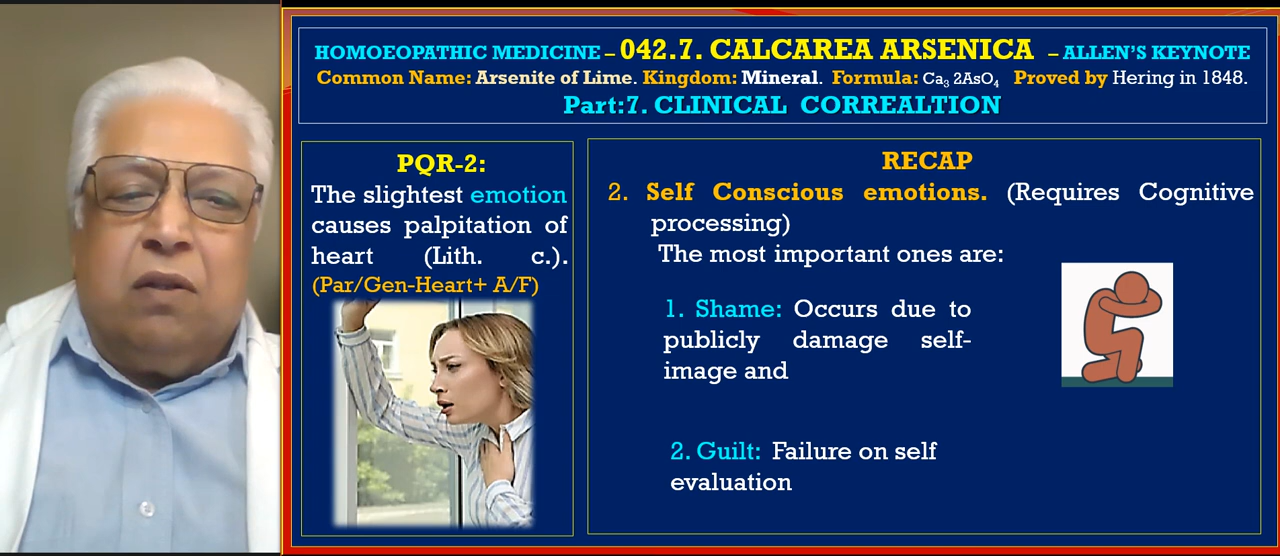 HOMOEOPATHIC MEDICINE – 042.7. CALCAREA ARSENICA – ALLEN'S KEYNOTE
Common Name: Arsenite of Lime. Kingdom: Mineral. Formula: Ca₃ 2AsO₄ Proved by Hering in 1848.
Part:7. CLINICAL CORREALTION
PQR-2:
The slightest emotion
causes palpitation of
heart (Lith. c.).
(Par/Gen-Heart+ A/F)
RECAP
2. Self Conscious emotions. (Requires Cognitive
processing)
The most important ones are:
1. Shame: Occurs due to
publicly damage self-
image and
2. Guilt: Failure on self
evaluation